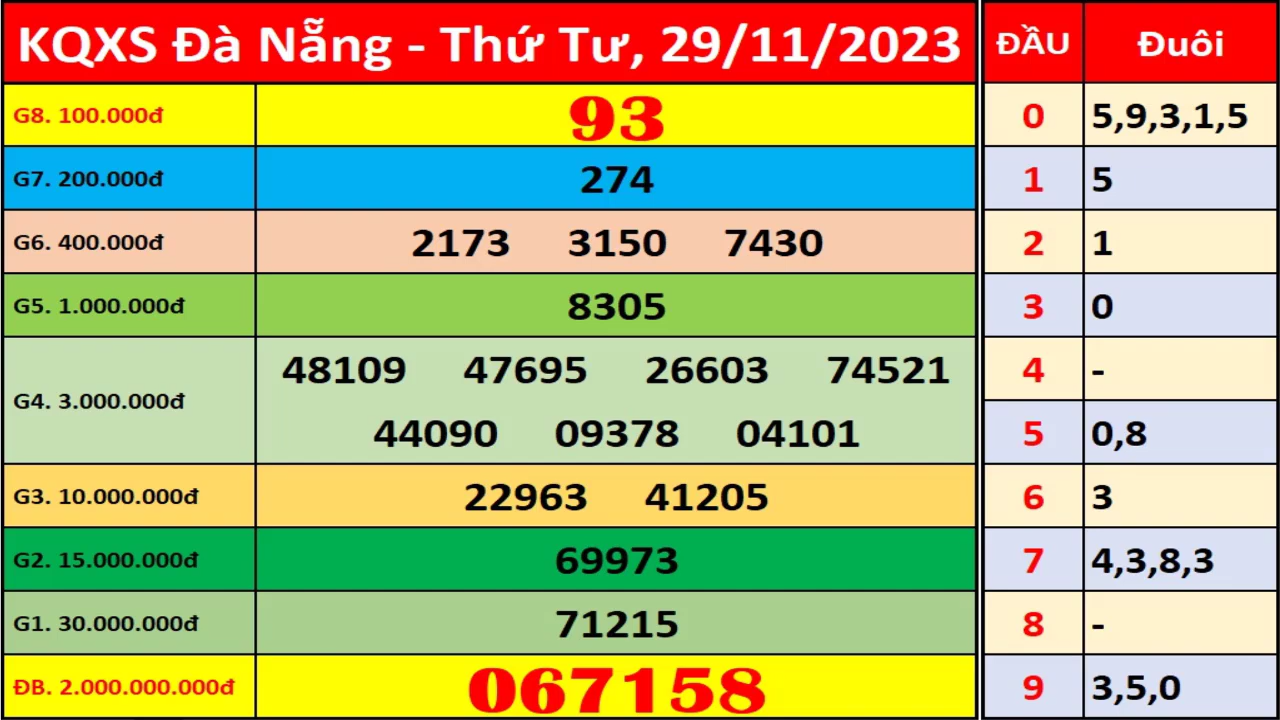 KQXS Đà Nẵng - Thứ Tư, 29/11/2023
G8. 100.000đ 93
G7. 200.000đ 274
G6. 400.000đ 2173 3150 7430
G5. 1.000.000đ 8305
G4. 3.000.000đ 48109 47695 26603 74521
44090 09378 04101
G3. 10.000.000đ 22963 41205
G2. 15.000.000đ 69973
G1. 30.000.000đ 71215
ĐB. 2.000.000.000đ 067158
ĐẦU Đuôi
0 5,9,3,1,5
1 5
2 1
3 0
4 -
5 0,8
6 3
7 4,3,8,3
8 -
9 3,5,0